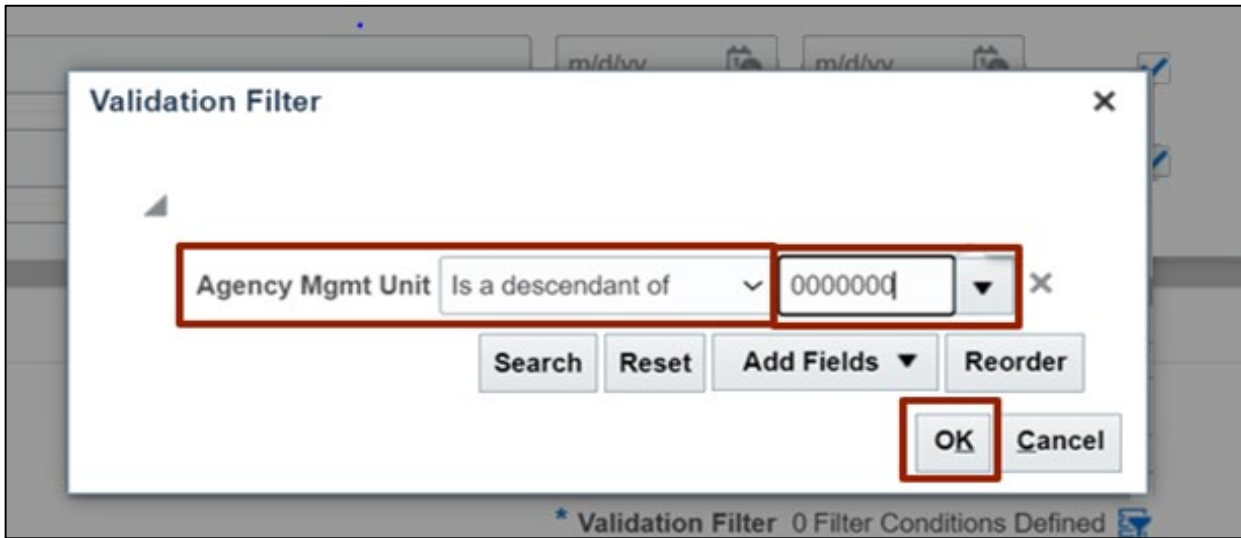 m/d/yy m/d/yy
Validation Filter
Agency Mgmt Unit Is a descendant of 0000000
Search Reset Add Fields Reorder
OK Cancel
* Validation Filter 0 Filter Conditions Defined